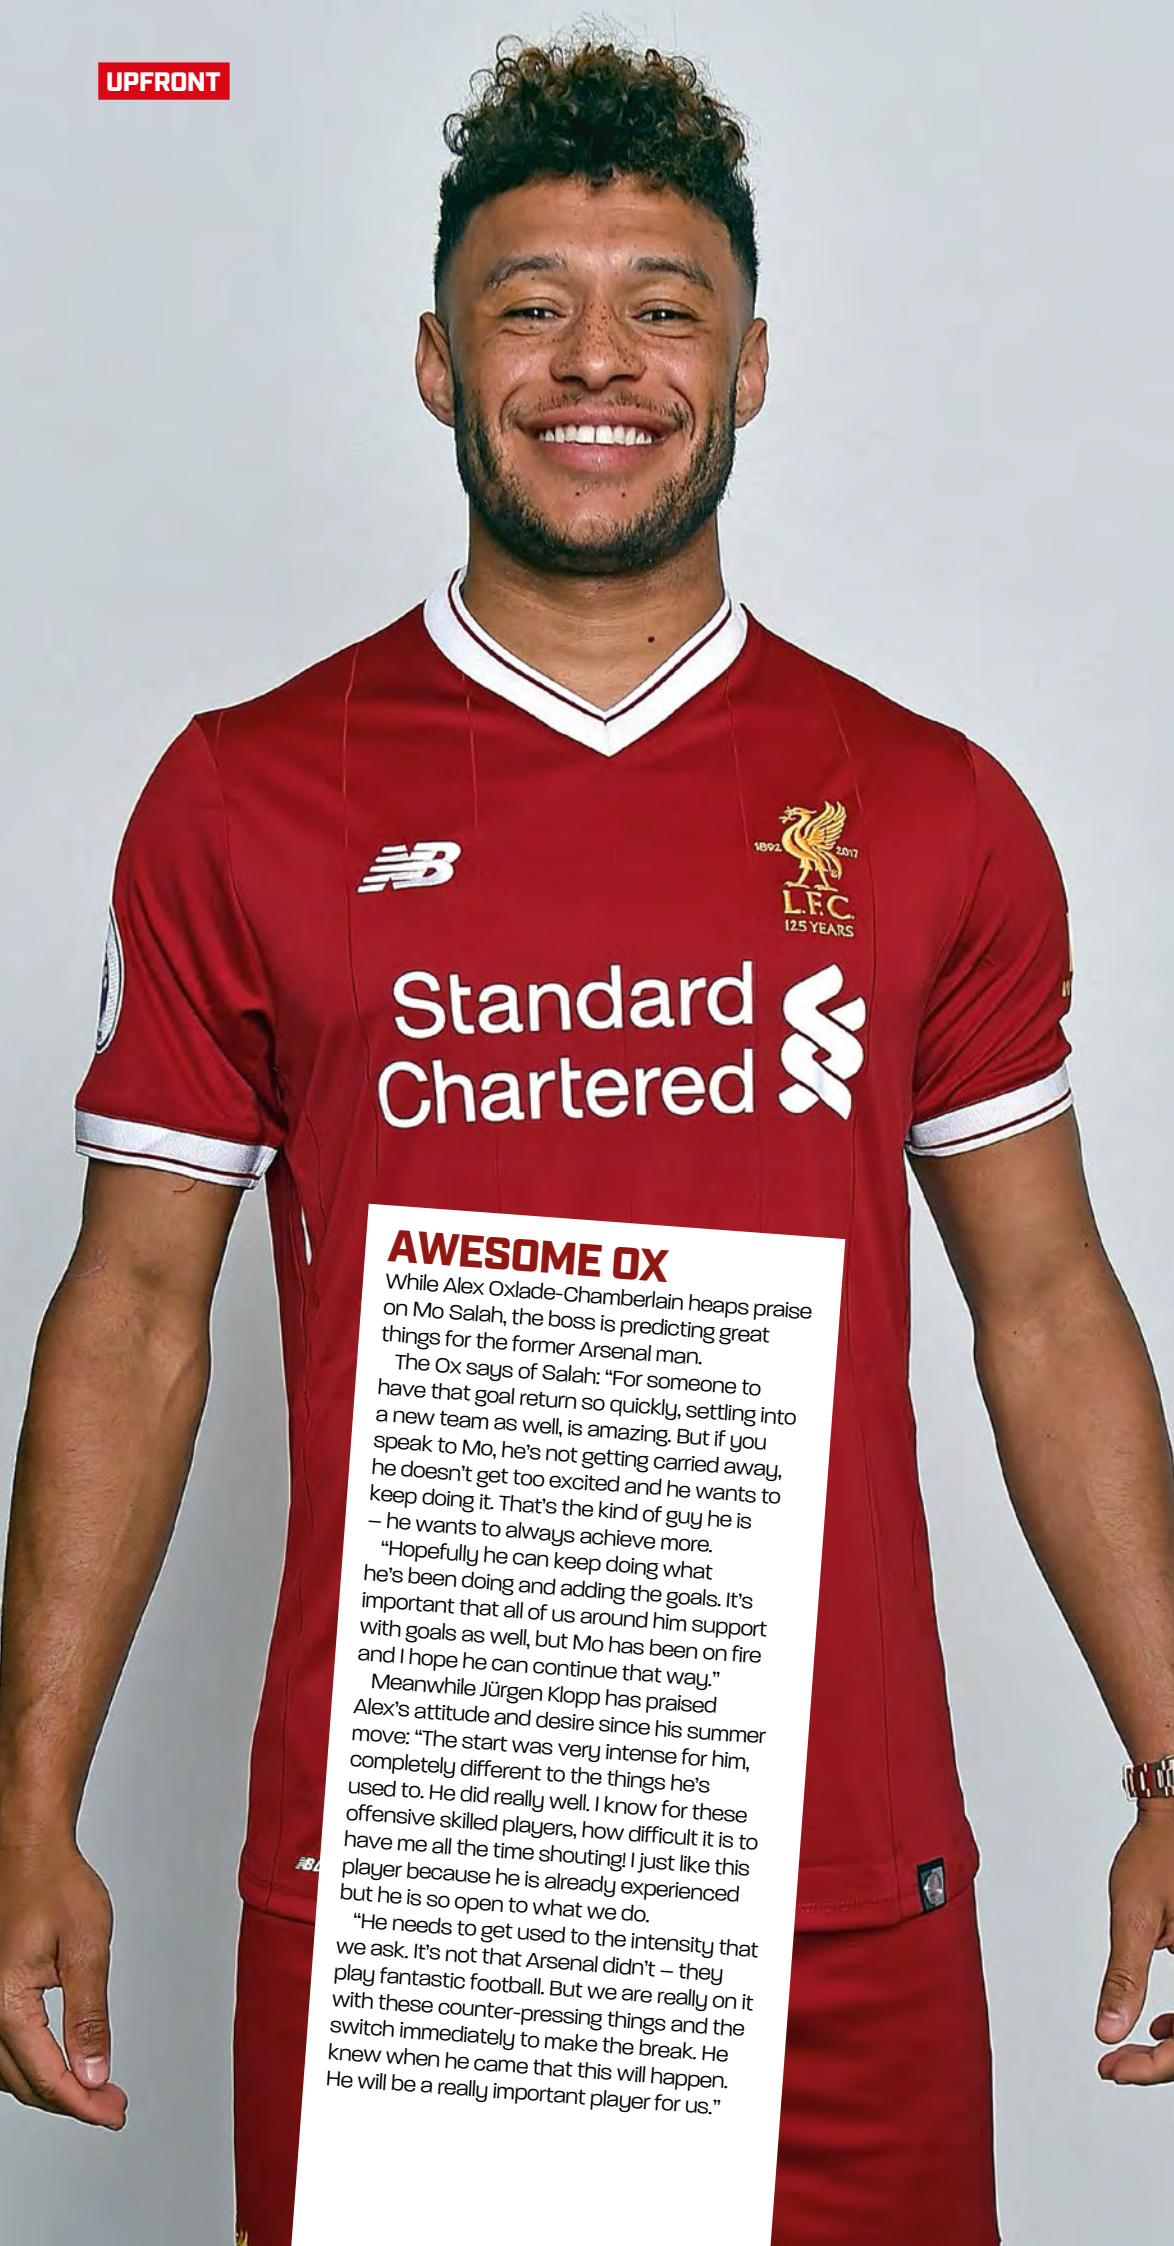 UPFRONT
1892 2017
L.F.C.
125 YEARS
Standard
Chartered
AWESOME OX
While Alex Oxlade-Chamberlain heaps praise
on Mo Salah, the boss is predicting great
things for the former Arsenal man.
The Ox says of Salah: “For someone to
have that goal return so quickly, settling into
a new team as well, is amazing. But if you
speak to Mo, he’s not getting carried away,
he doesn’t get too excited and he wants to
keep doing it. That’s the kind of guy he is
– he wants to always achieve more.
“Hopefully he can keep doing what
he’s been doing and adding the goals. It’s
important that all of us around him support
with goals as well, but Mo has been on fire
and I hope he can continue that way.”
Meanwhile Jürgen Klopp has praised
Alex’s attitude and desire since his summer
move: “The start was very intense for him,
completely different to the things he’s
used to. He did really well. I know for these
offensive skilled players, how difficult it is to
have me all the time shouting! I just like this
player because he is already experienced
but he is so open to what we do.
“He needs to get used to the intensity that
we ask. It’s not that Arsenal didn’t – they
play fantastic football. But we are really on it
with these counter-pressing things and the
switch immediately to make the break. He
knew when he came that this will happen.
He will be a really important player for us.”